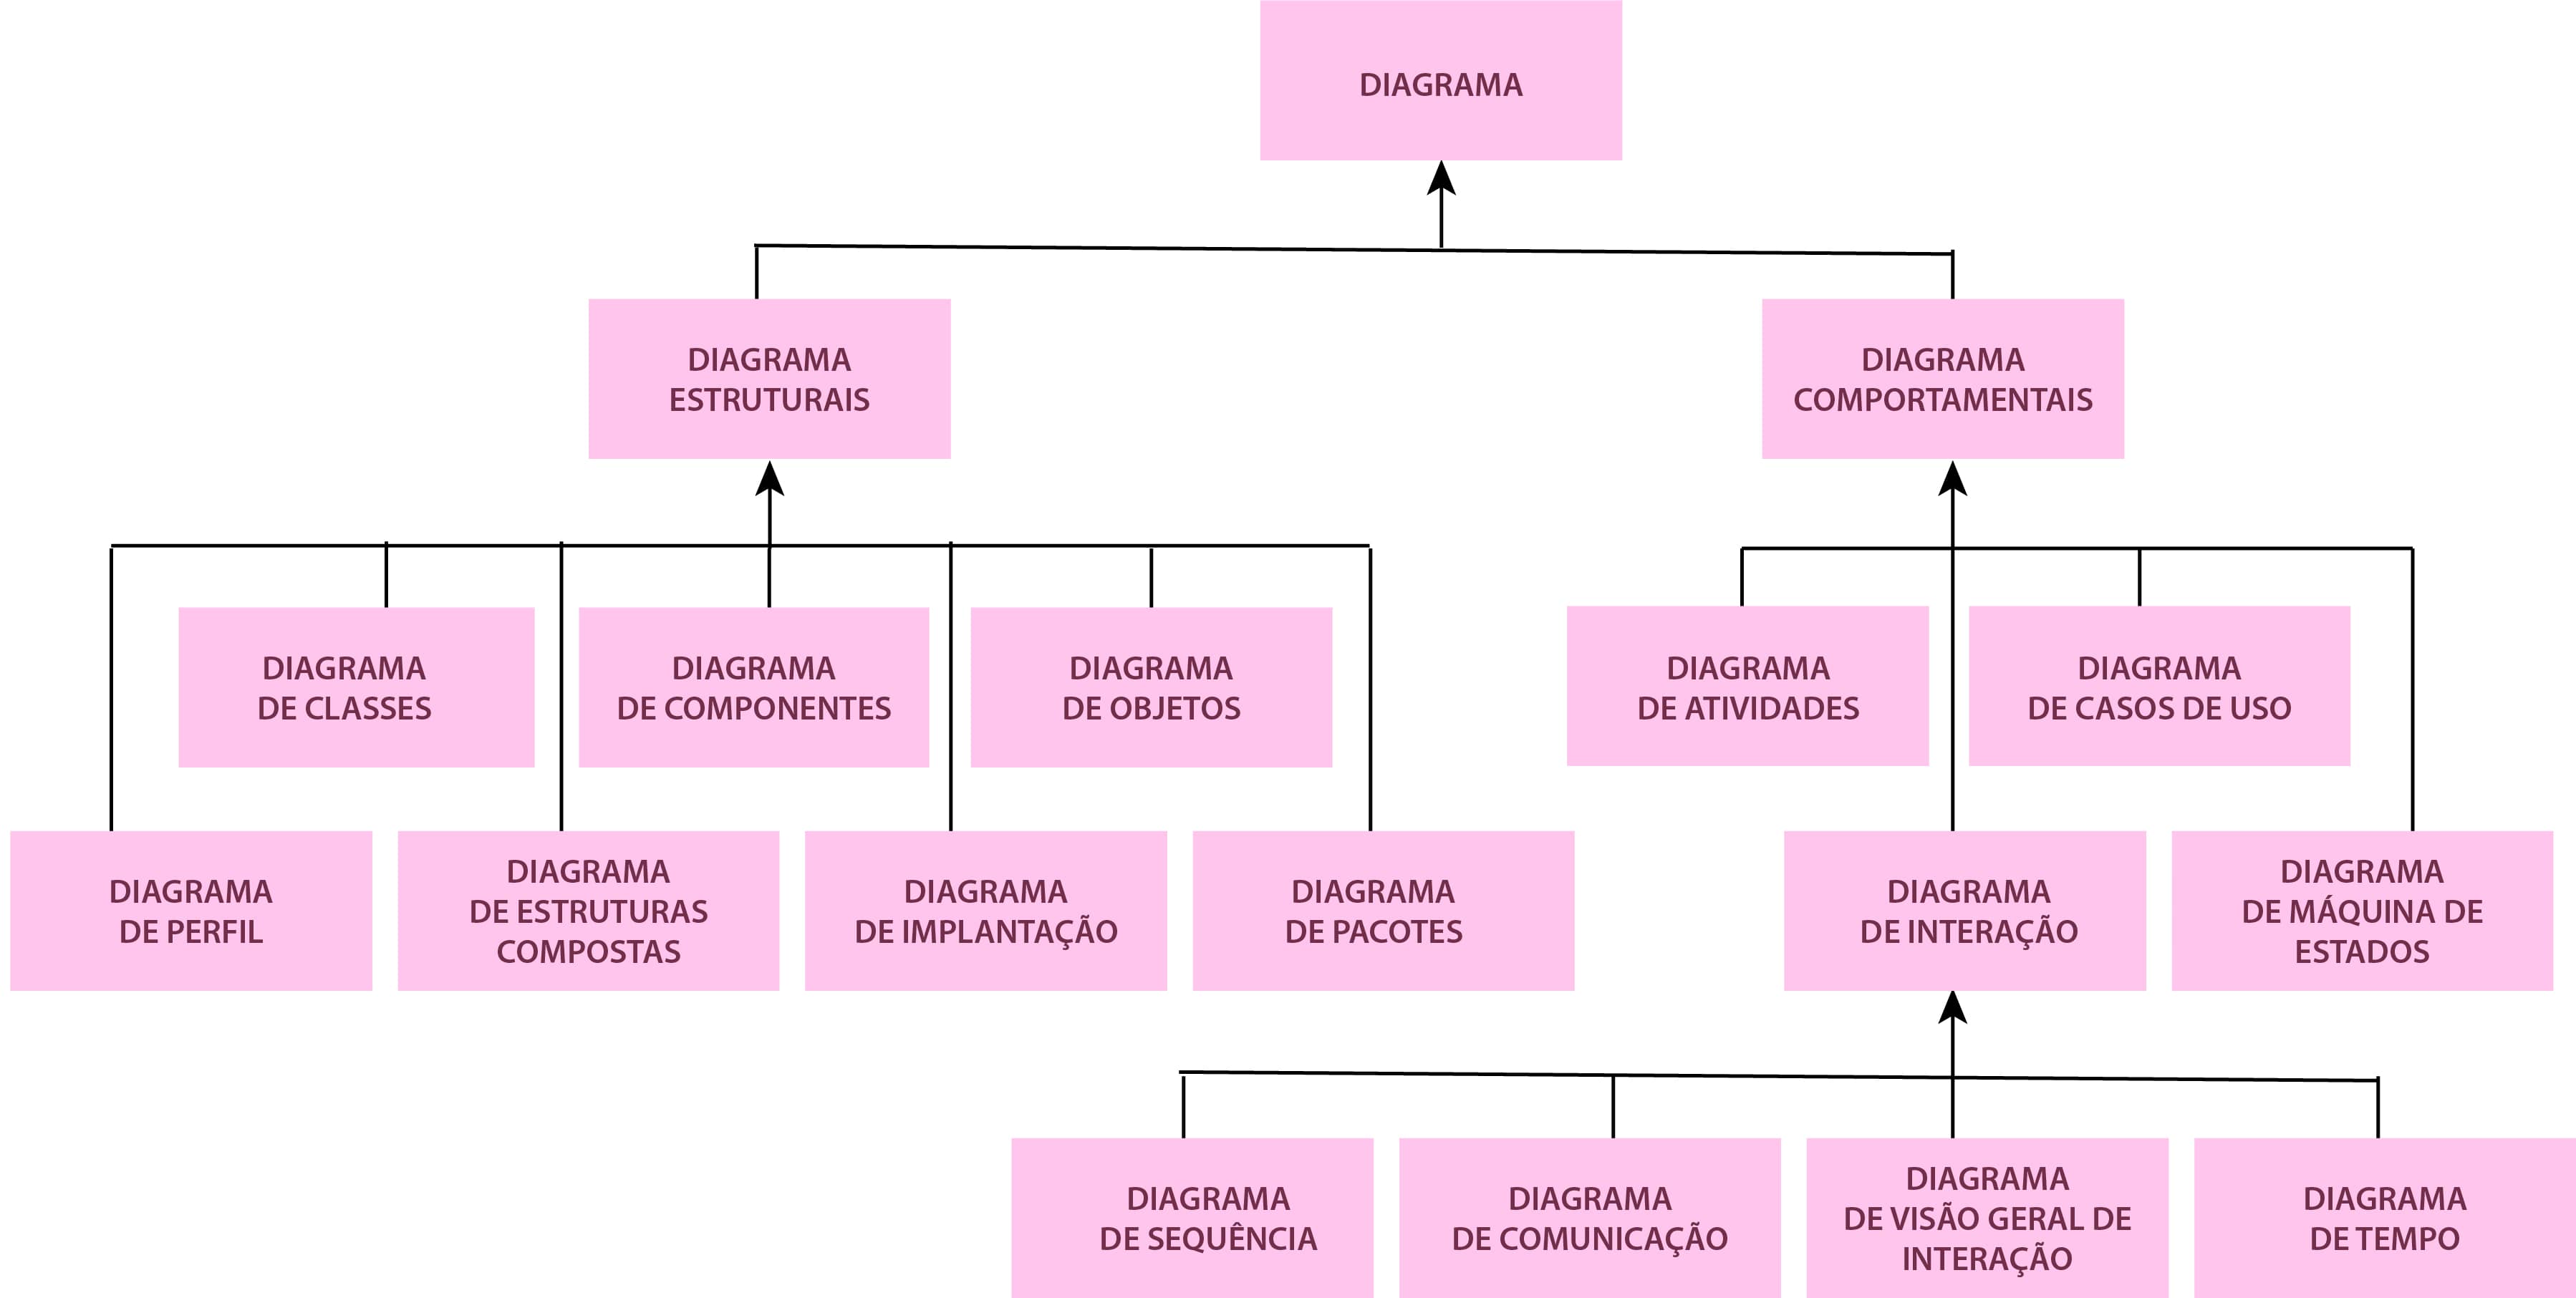 DIAGRAMA
DIAGRAMA
ESTRUTURAIS
DIAGRAMA
COMPORTAMENTAIS
DIAGRAMA
DE CLASSES
DIAGRAMA
DE COMPONENTES
DIAGRAMA
DE OBJETOS
DIAGRAMA
DE ATIVIDADES
DIAGRAMA
DE CASOS DE USO
DIAGRAMA
DE PERFIL
DIAGRAMA
DE ESTRUTURAS
COMPOSTAS
DIAGRAMA
DE IMPLANTAÇÃO
DIAGRAMA
DE PACOTES
DIAGRAMA
DE INTERAÇÃO
DIAGRAMA
DE MÁQUINA DE
ESTADOS
DIAGRAMA
DE SEQUÊNCIA
DIAGRAMA
DE COMUNICAÇÃO
DIAGRAMA
DE VISÃO GERAL DE
INTERAÇÃO
DIAGRAMA
DE TEMPO